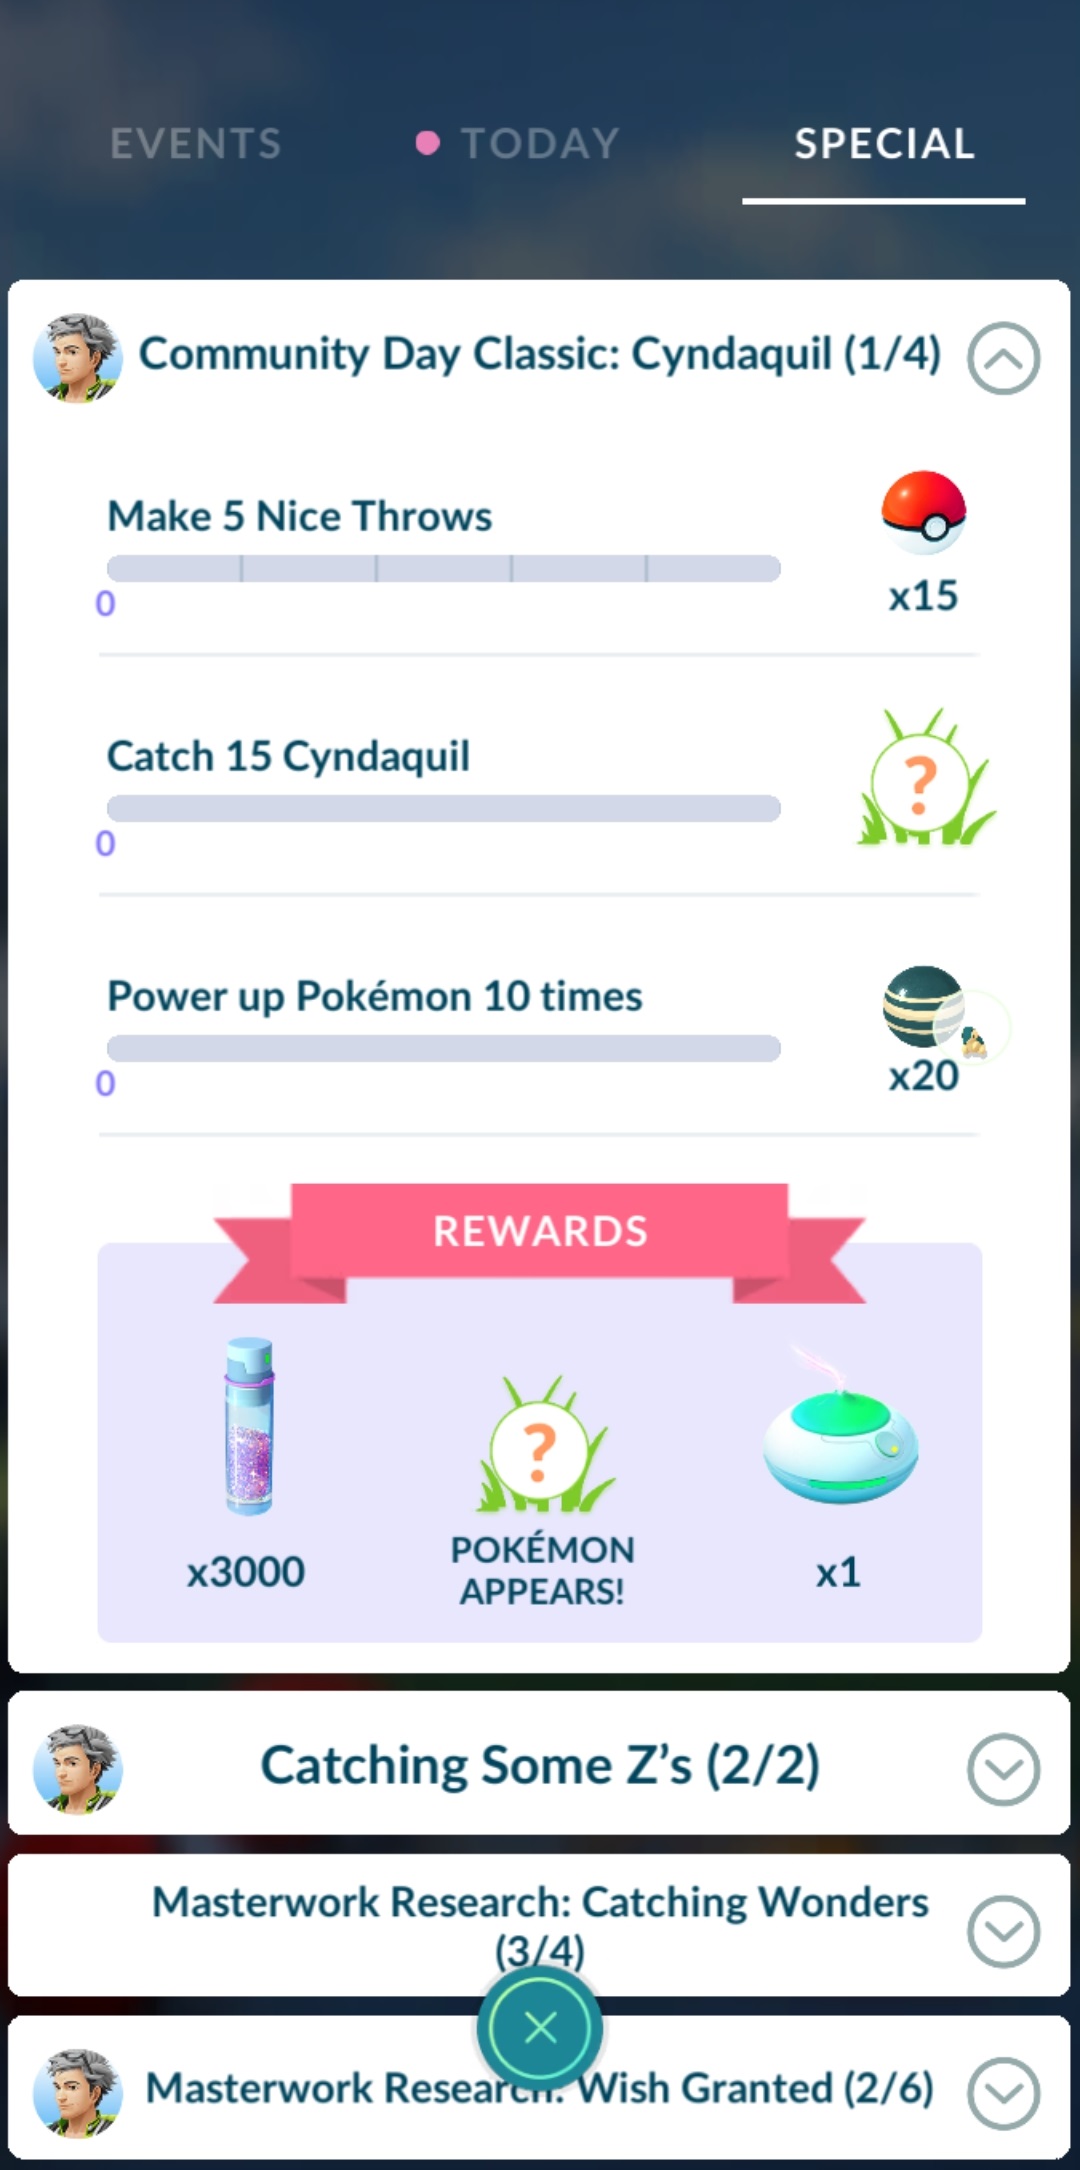 EVENTS TODAY SPECIAL
Community Day Classic: Cyndaquil (1/4)
Make 5 Nice Throws
0
x15
Catch 15 Cyndaquil
0
?
Power up Pokémon 10 times
0
x20
REWARDS
?
x3000
POKÉMON
APPEARS!
x1
Catching Some Z’s (2/2)
Masterwork Research: Catching Wonders
(3/4)
Masterwork Research: Wish Granted (2/6)